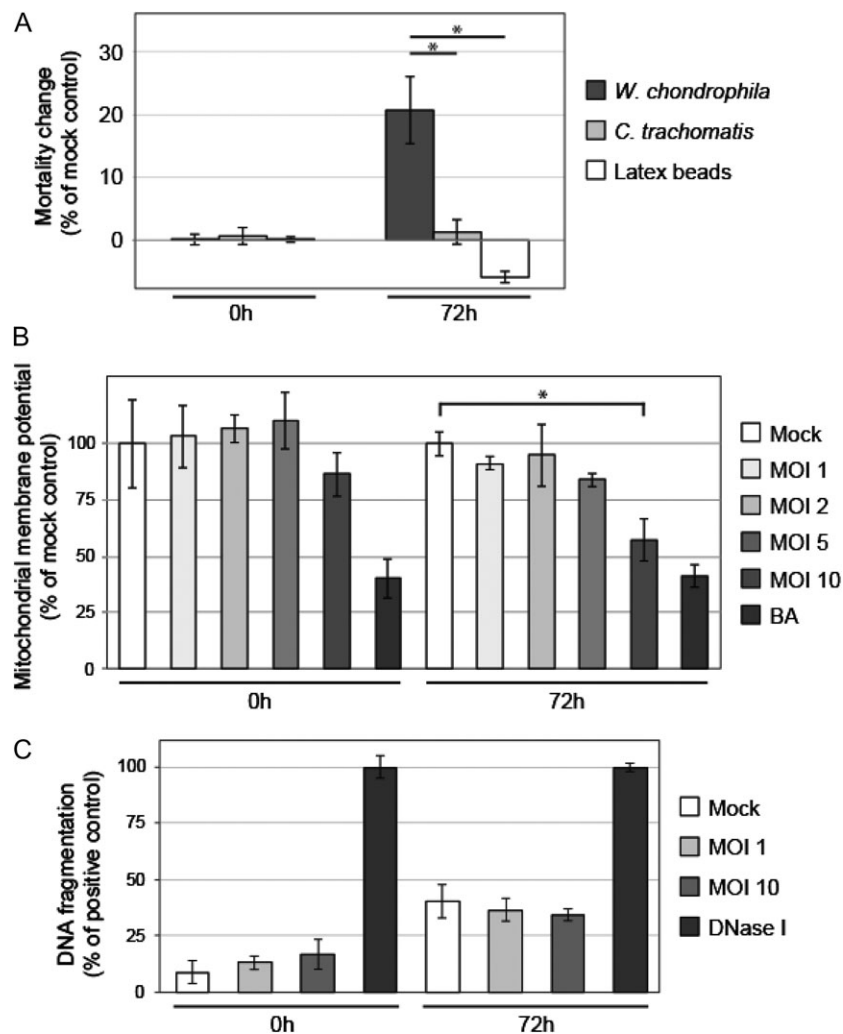 A
Mortality change
(% of mock control)
30
20
10
0
*
*
W. chondrophila
C. trachomatis
Latex beads
0h
72h
B
Mitochondrial membrane potential
(% of mock control)
100
75
50
25
0
*
Mock
MOI 1
MOI 2
MOI 5
MOI 10
BA
0h
72h
C
DNA fragmentation
(% of positive control)
100
75
50
25
0
Mock
MOI 1
MOI 10
DNase I
0h
72h